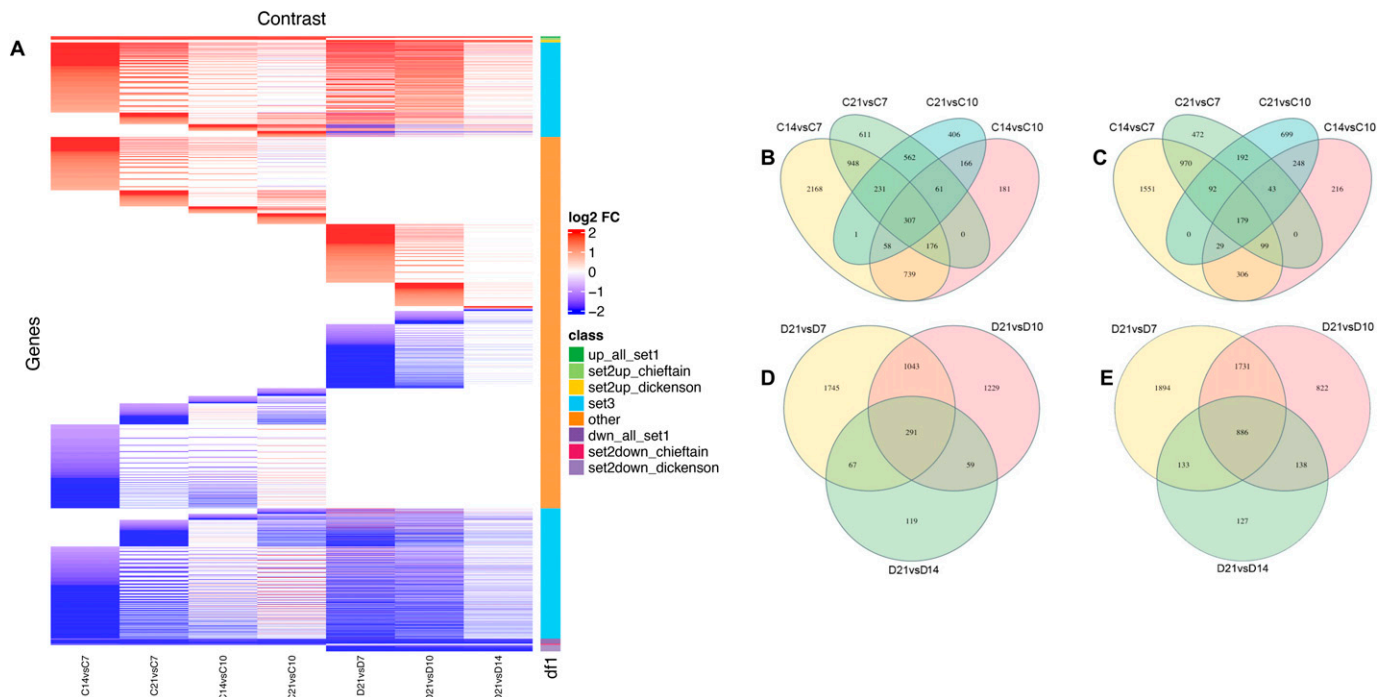 Contrast
A
Genes
C14vsC7
C21vsC7
C14vsC10
C21vsC10
D21vsD7
D21vsD10
D21vsD14
df1
log2 FC
2
1
0
−1
−2
class
up_all_set1
set2up_chieftain
set2up_dickenson
set3
other
dwn_all_set1
set2down_chieftain
set2down_dickenson
B
C21vsC7
C21vsC10
C14vsC7
C14vsC10
611
406
948
562
166
2168
231
61
181
307
1
58
176
0
739
C
C21vsC7
C21vsC10
C14vsC7
C14vsC10
472
699
970
192
248
1551
92
43
216
179
0
29
99
0
306
D
D21vsD7
D21vsD10
1043
1745
1229
291
67
59
119
D21vsD14
E
D21vsD7
D21vsD10
1731
1894
822
886
133
138
127
D21vsD14